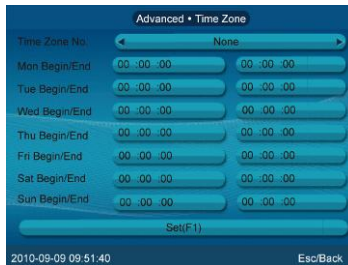 Advanced • Time Zone
Time Zone No. None
Mon Begin/End 00 :00 :00 00 :00 :00
Tue Begin/End 00 :00 :00 00 :00 :00
Wed Begin/End 00 :00 :00 00 :00 :00
Thu Begin/End 00 :00 :00 00 :00 :00
Fri Begin/End 00 :00 :00 00 :00 :00
Sat Begin/End 00 :00 :00 00 :00 :00
Sun Begin/End 00 :00 :00 00 :00 :00
Set(F1)
2010-09-09 09:51:40 Esc/Back